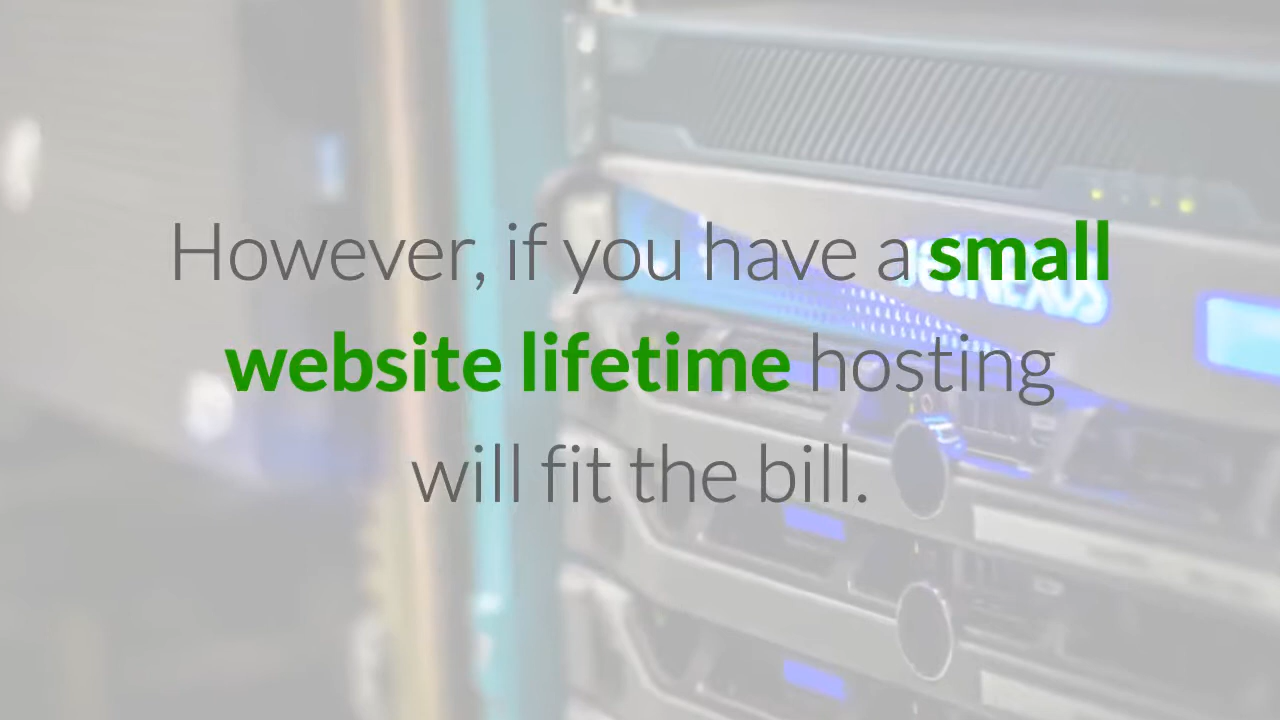 However, if you have a small
website lifetime hosting
will fit the bill.